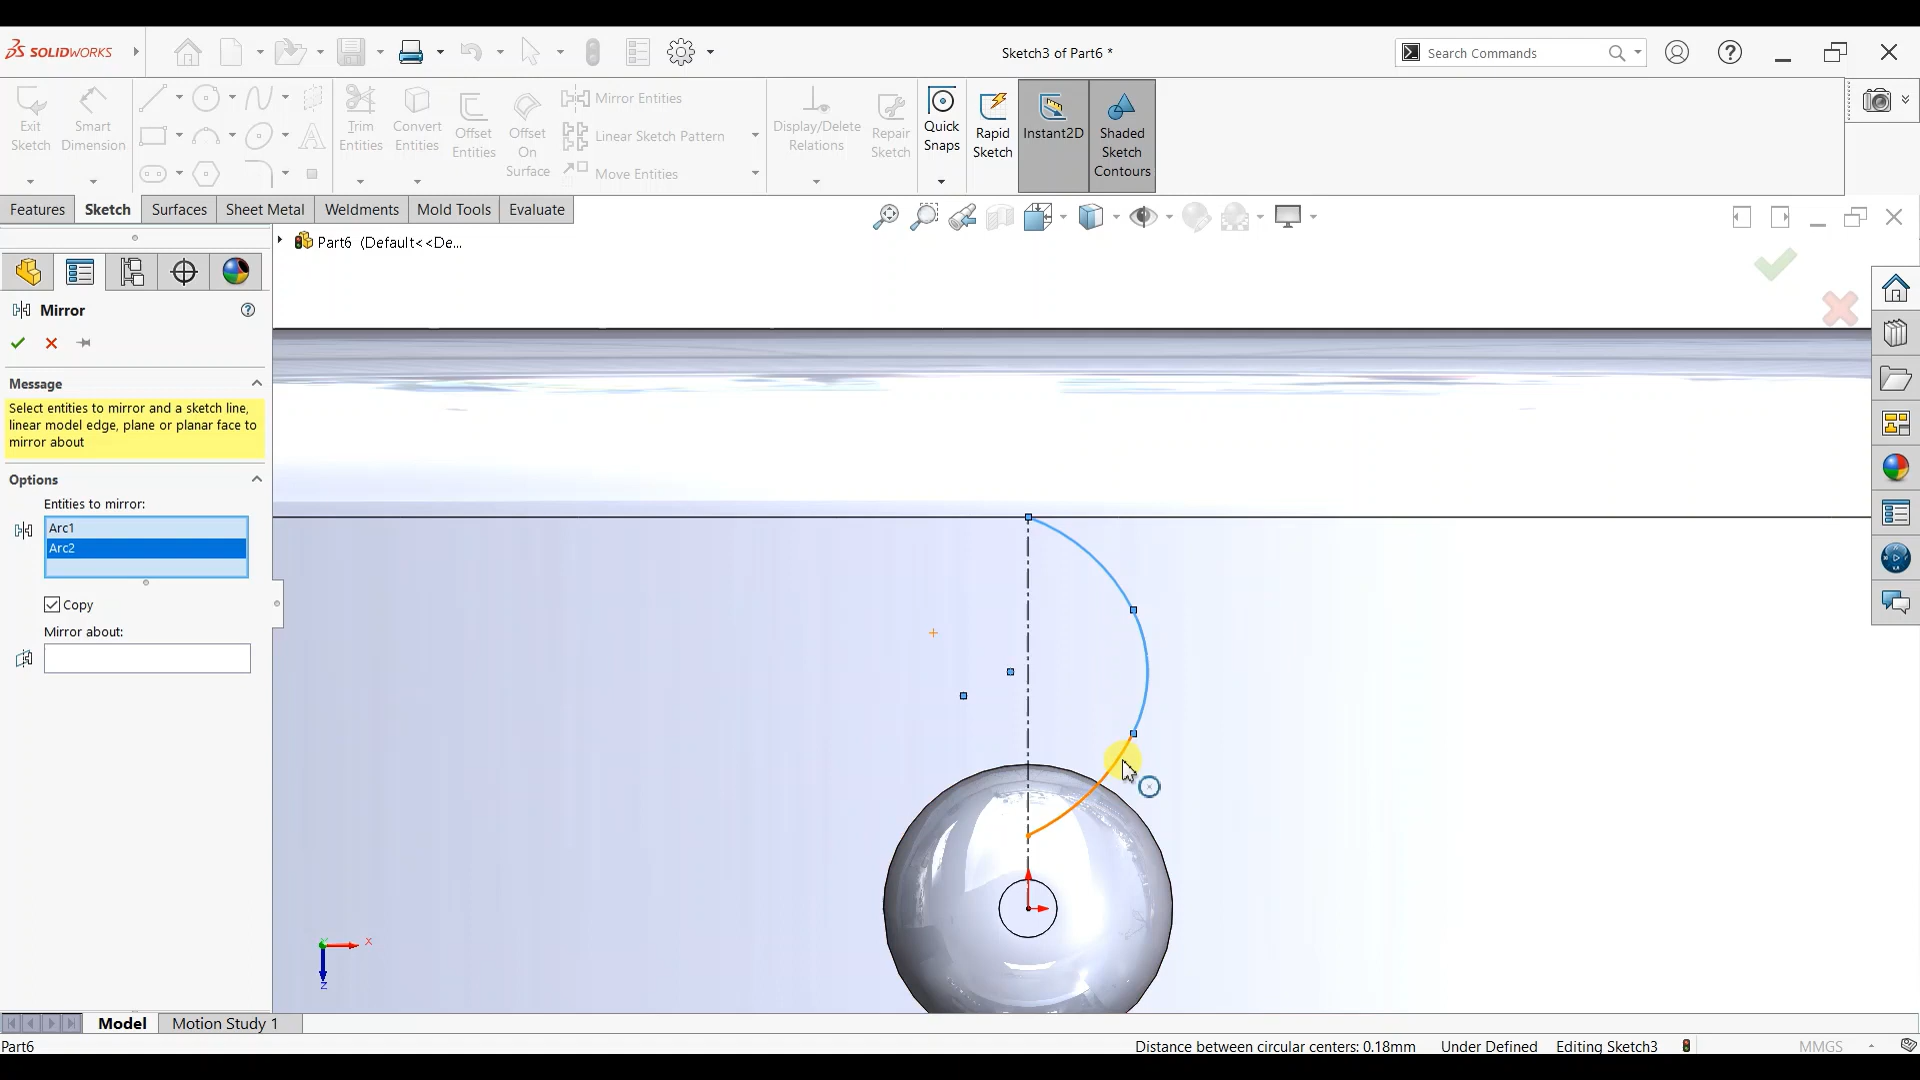 SOLIDWORKS
Sketch3 of Part6 *
Search Commands
Exit Sketch
Smart Dimension
Trim Entities
Convert Entities
Offset Entities
Offset On Surface
Mirror Entities
Linear Sketch Pattern
Move Entities
Display/Delete Relations
Repair Sketch
Quick Snaps
Rapid Sketch
Instant2D
Shaded Sketch Contours
Features
Sketch
Surfaces
Sheet Metal
Weldments
Mold Tools
Evaluate
Part6 (Default<<De...
Mirror
Message
Select entities to mirror and a sketch line,
linear model edge, plane or planar face to
mirror about
Options
Entities to mirror:
Arc1
Arc2
Copy
Mirror about:
X
Z
Model
Motion Study 1
Part6
Distance between circular centers: 0.18mm
Under Defined
Editing Sketch3
MMGS